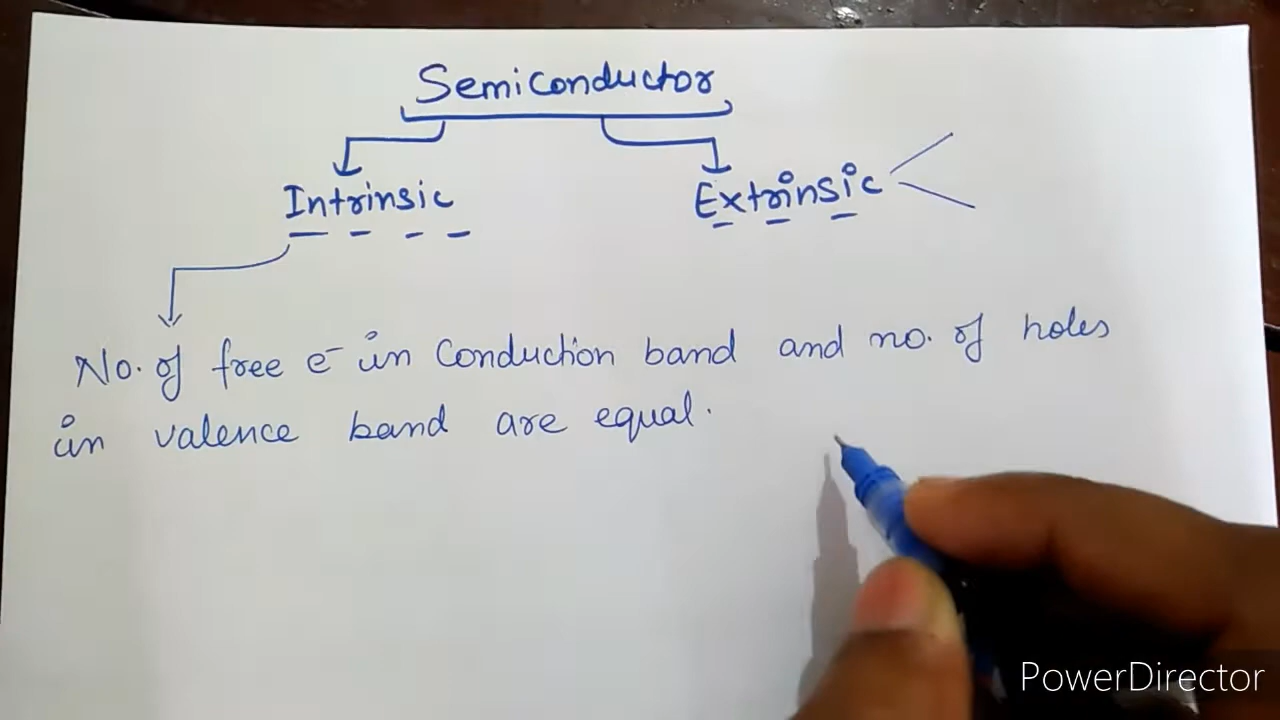 Semiconductor
Intrinsic
Extrinsic
No. of free e⁻ in Conduction band and no. of holes
in valence band are equal.
PowerDirector